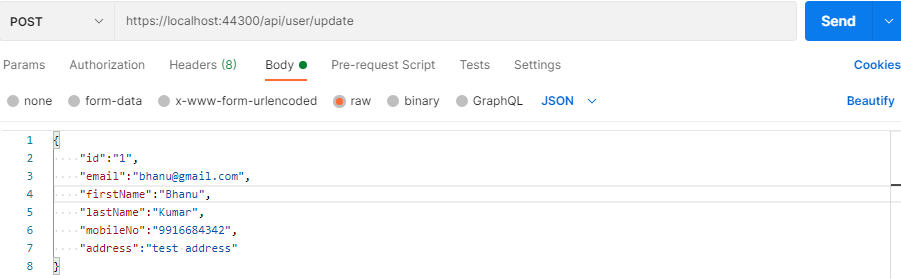 POST https://localhost:44300/api/user/update Send
Params Authorization Headers (8) Body Pre-request Script Tests Settings Cookies
none form-data x-www-form-urlencoded raw binary GraphQL JSON Beautify
1 {
2 "id":"1",
3 "email":"bhanu@gmail.com",
4 "firstName":"Bhanu",
5 "lastName":"Kumar",
6 "mobileNo":"9916684342",
7 "address":"test address"
8 }